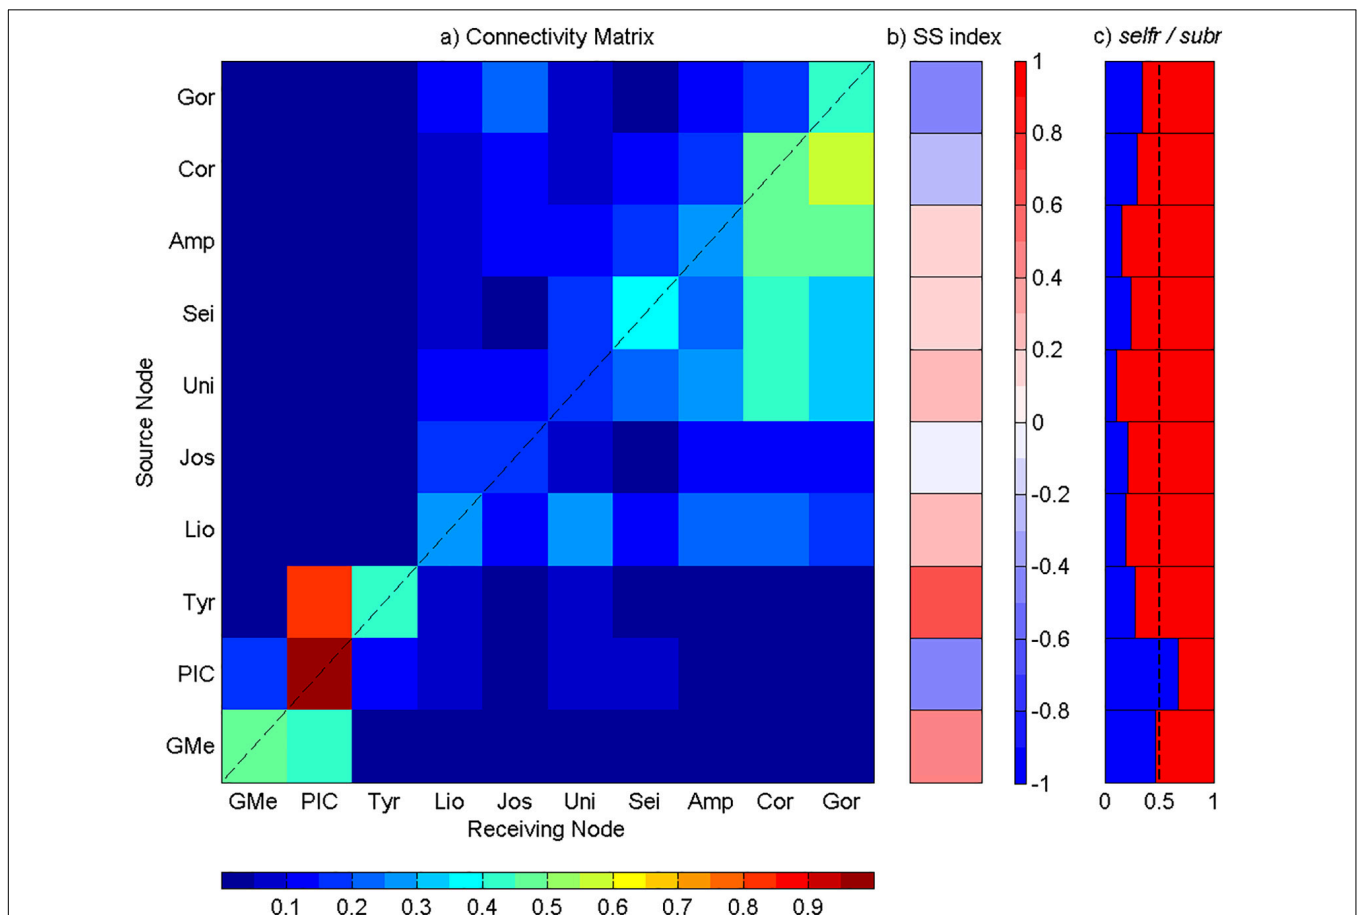 a) Connectivity Matrix
b) SS index
c) selfr / subr
Source Node
Gor
Cor
Amp
Sei
Uni
Jos
Lio
Tyr
PIC
GMe
GMe PIC Tyr Lio Jos Uni Sei Amp Cor Gor
Receiving Node
0.1 0.2 0.3 0.4 0.5 0.6 0.7 0.8 0.9
1
0.8
0.6
0.4
0.2
0
-0.2
-0.4
-0.6
-0.8
-1
0 0.5 1